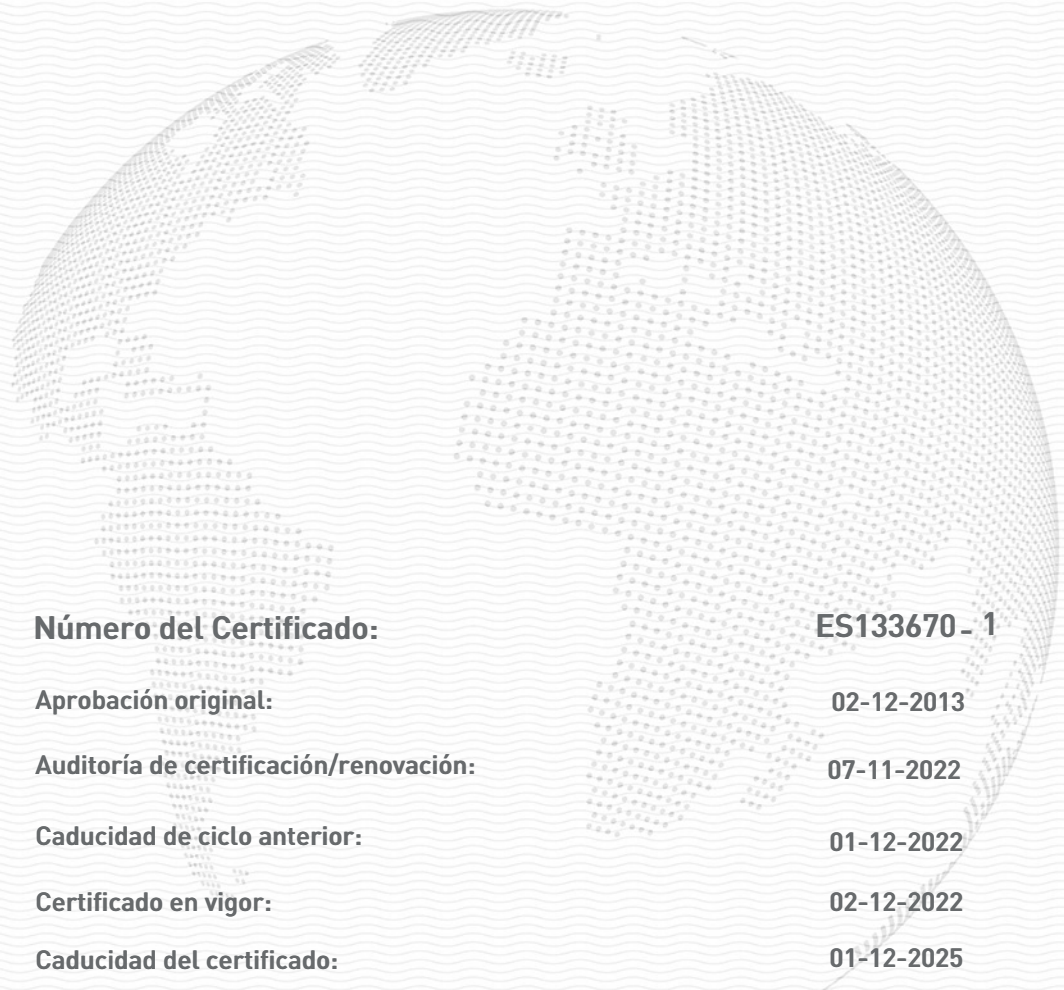 Número del Certificado: ES133670- 1
Aprobación original: 02-12-2013
Auditoría de certificación/renovación: 07-11-2022
Caducidad de ciclo anterior: 01-12-2022
Certificado en vigor: 02-12-2022
Caducidad del certificado: 01-12-2025